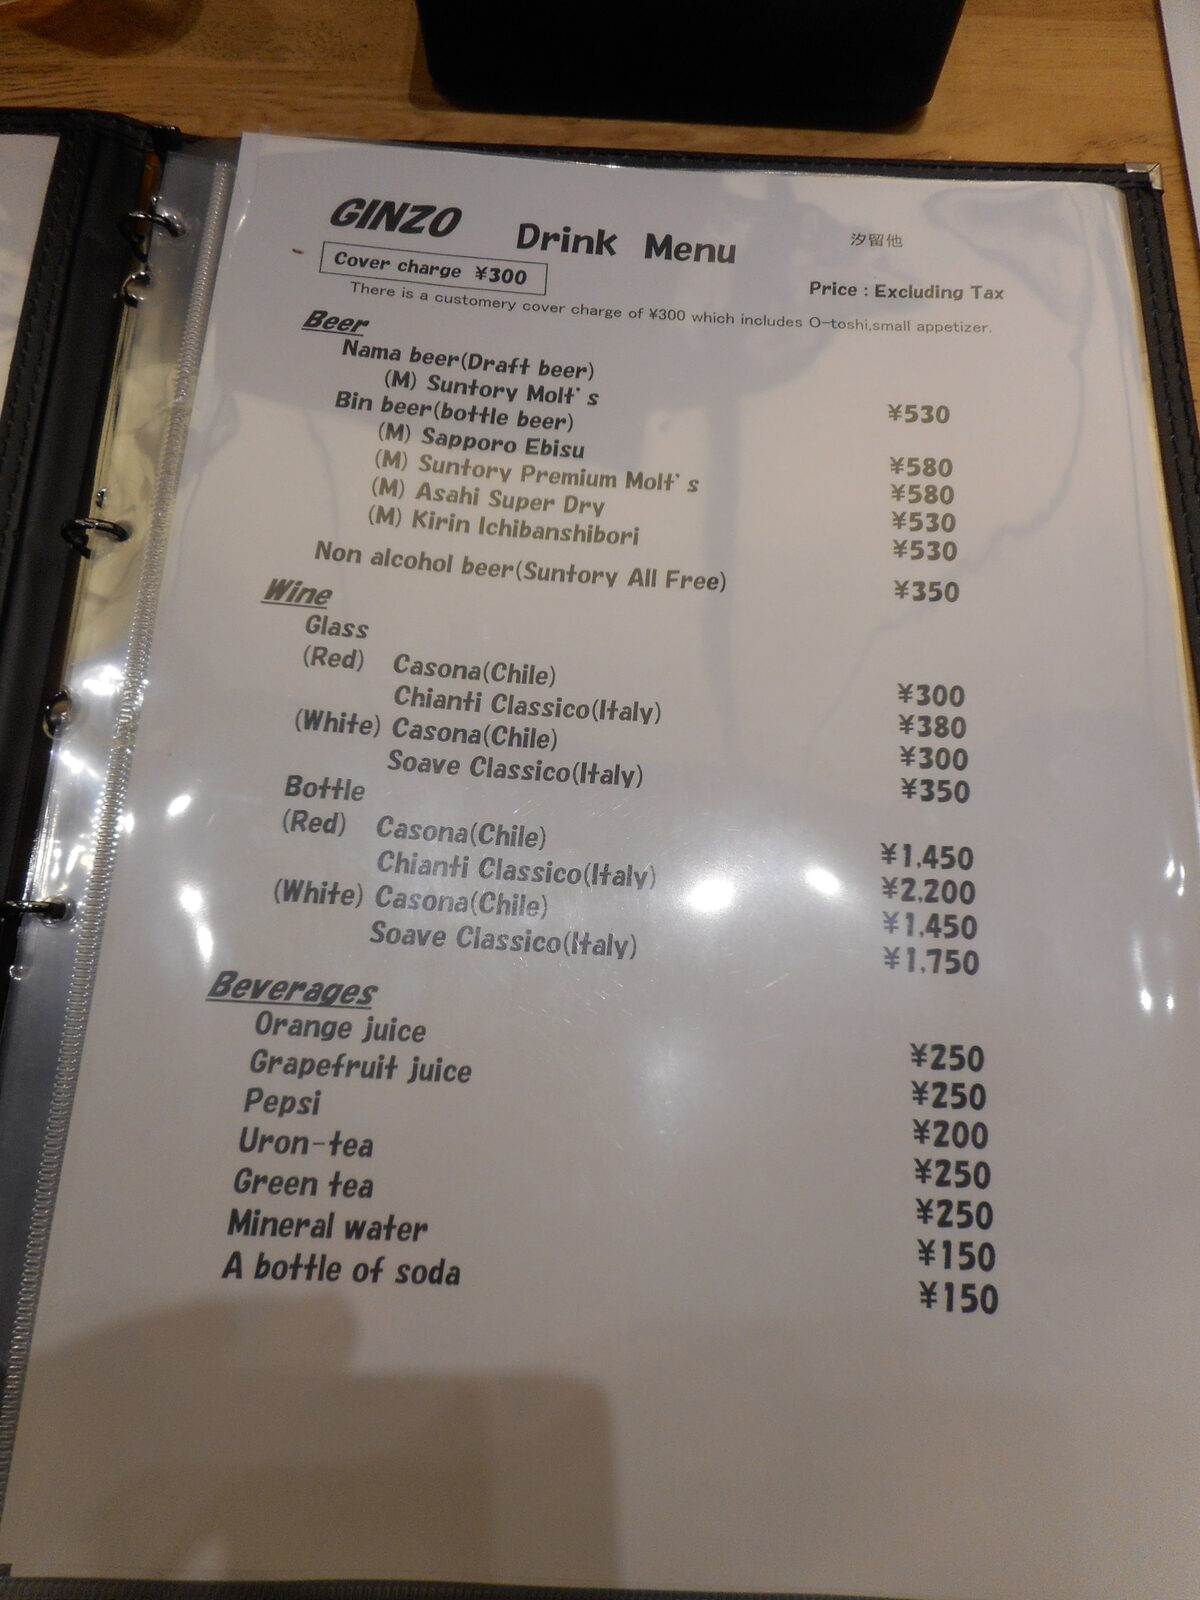 GINZO Drink Menu 汐留他
Cover charge ¥300
Price : Excluding Tax
There is a customery cover charge of ¥300 which includes O-toshi,small appetizer.
Beer
Nama beer(Draft beer)
(M) Suntory Molt's ¥530
Bin beer(bottle beer)
(M) Sapporo Ebisu ¥580
(M) Suntory Premium Molt's ¥580
(M) Asahi Super Dry ¥530
(M) Kirin Ichibanshibori ¥530
Non alcohol beer(Suntory All Free) ¥350
Wine
Glass
(Red) Casona(Chile) ¥300
Chianti Classico(Italy) ¥380
(White) Casona(Chile) ¥300
Soave Classico(Italy) ¥350
Bottle
(Red) Casona(Chile) ¥1,450
Chianti Classico(Italy) ¥2,200
(White) Casona(Chile) ¥1,450
Soave Classico(Italy) ¥1,750
Beverages
Orange juice ¥250
Grapefruit juice ¥250
Pepsi ¥200
Uron-tea ¥250
Green tea ¥250
Mineral water ¥150
A bottle of soda ¥150